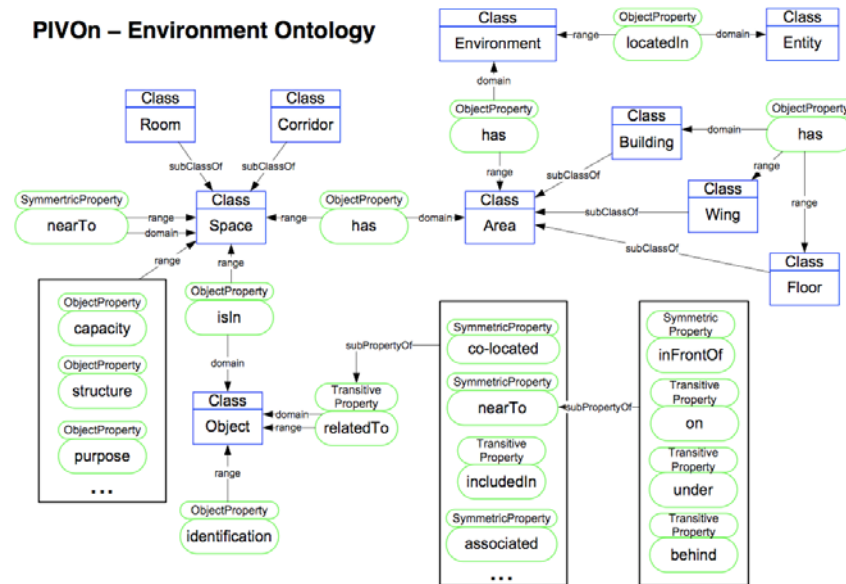 PIVOn – Environment Ontology
Class
Environment
range
ObjectProperty
locatedIn
domain
Class
Entity
domain
Class
Room
Class
Corridor
ObjectProperty
has
Class
Building
domain
ObjectProperty
has
subClassOf
subClassOf
range
subClassOf
range
SymmetricProperty
nearTo
range
domain
Class
Space
range
ObjectProperty
has
domain
Class
Area
subClassOf
Class
Wing
range
range
range
subClassOf
Class
Floor
ObjectProperty
capacity
ObjectProperty
structure
ObjectProperty
purpose
...
ObjectProperty
isIn
domain
Class
Object
domain
range
subPropertyOf
Transitive
Property
relatedTo
range
ObjectProperty
identification
SymmetricProperty
co-located
SymmetricProperty
nearTo
Transitive
Property
includedIn
SymmetricProperty
associated
...
subPropertyOf
Symmetric
Property
inFrontOf
Transitive
Property
on
Transitive
Property
under
Transitive
Property
behind